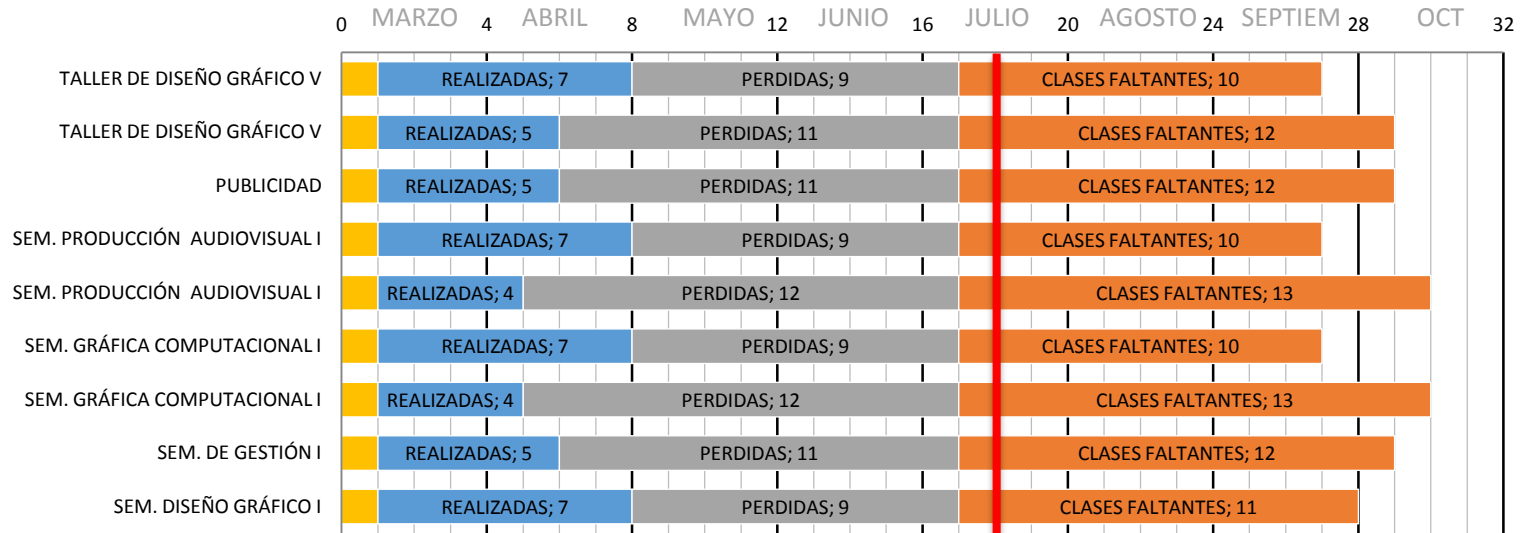 MARZO ABRIL MAYO JUNIO JULIO AGOSTO SEPTIEM OCT
0 4 8 12 16 20 24 28 32
TALLER DE DISEÑO GRÁFICO V REALIZADAS; 7 PERDIDAS; 9 CLASES FALTANTES; 10
TALLER DE DISEÑO GRÁFICO V REALIZADAS; 5 PERDIDAS; 11 CLASES FALTANTES; 12
PUBLICIDAD REALIZADAS; 5 PERDIDAS; 11 CLASES FALTANTES; 12
SEM. PRODUCCIÓN AUDIOVISUAL I REALIZADAS; 7 PERDIDAS; 9 CLASES FALTANTES; 10
SEM. PRODUCCIÓN AUDIOVISUAL I REALIZADAS; 4 PERDIDAS; 12 CLASES FALTANTES; 13
SEM. GRÁFICA COMPUTACIONAL I REALIZADAS; 7 PERDIDAS; 9 CLASES FALTANTES; 10
SEM. GRÁFICA COMPUTACIONAL I REALIZADAS; 4 PERDIDAS; 12 CLASES FALTANTES; 13
SEM. DE GESTIÓN I REALIZADAS; 5 PERDIDAS; 11 CLASES FALTANTES; 12
SEM. DISEÑO GRÁFICO I REALIZADAS; 7 PERDIDAS; 9 CLASES FALTANTES; 11